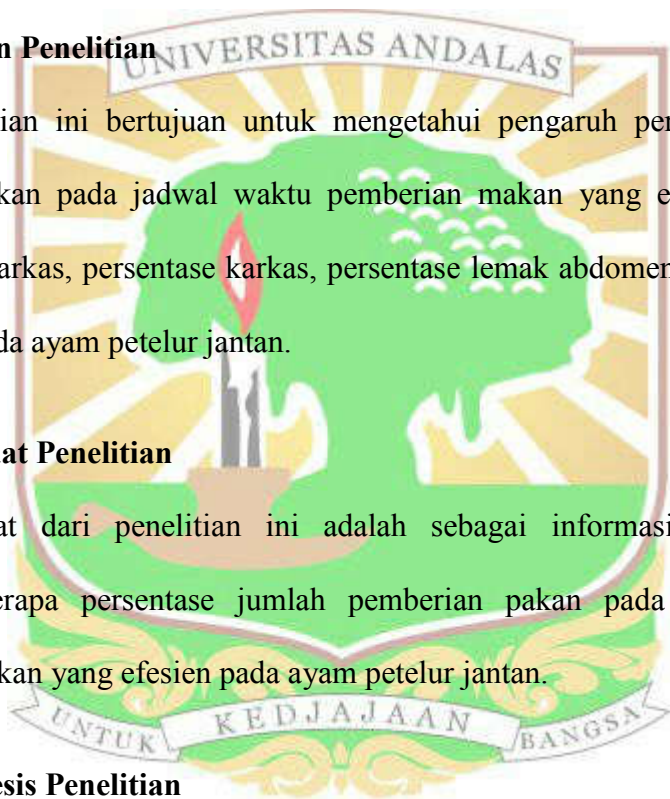 n Penelitian
UNIVERSITAS ANDALAS
ian ini bertujuan untuk mengetahui pengaruh per
kan pada jadwal waktu pemberian makan yang e
arkas, persentase karkas, persentase lemak abdomen
da ayam petelur jantan.
at Penelitian
at dari penelitian ini adalah sebagai informasi
erapa persentase jumlah pemberian pakan pada
kan yang efesien pada ayam petelur jantan.
UNTUK KEDJAJAAN BANGSA
esis Penelitian